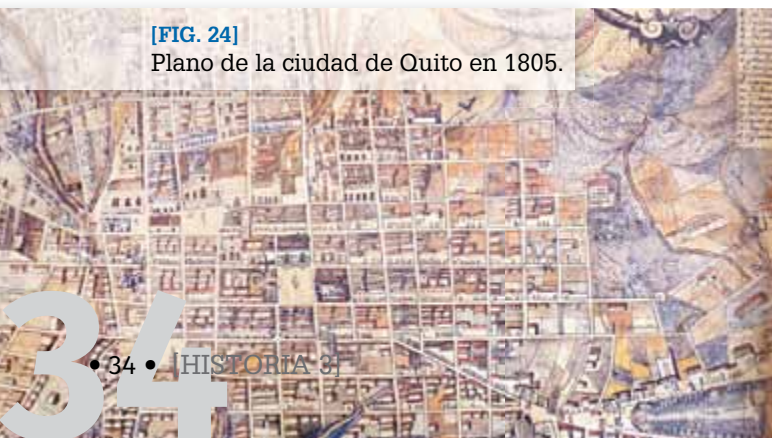 [FIG. 24]
Plano de la ciudad de Quito en 1805.
34
• 34 • [HISTORIA 3]